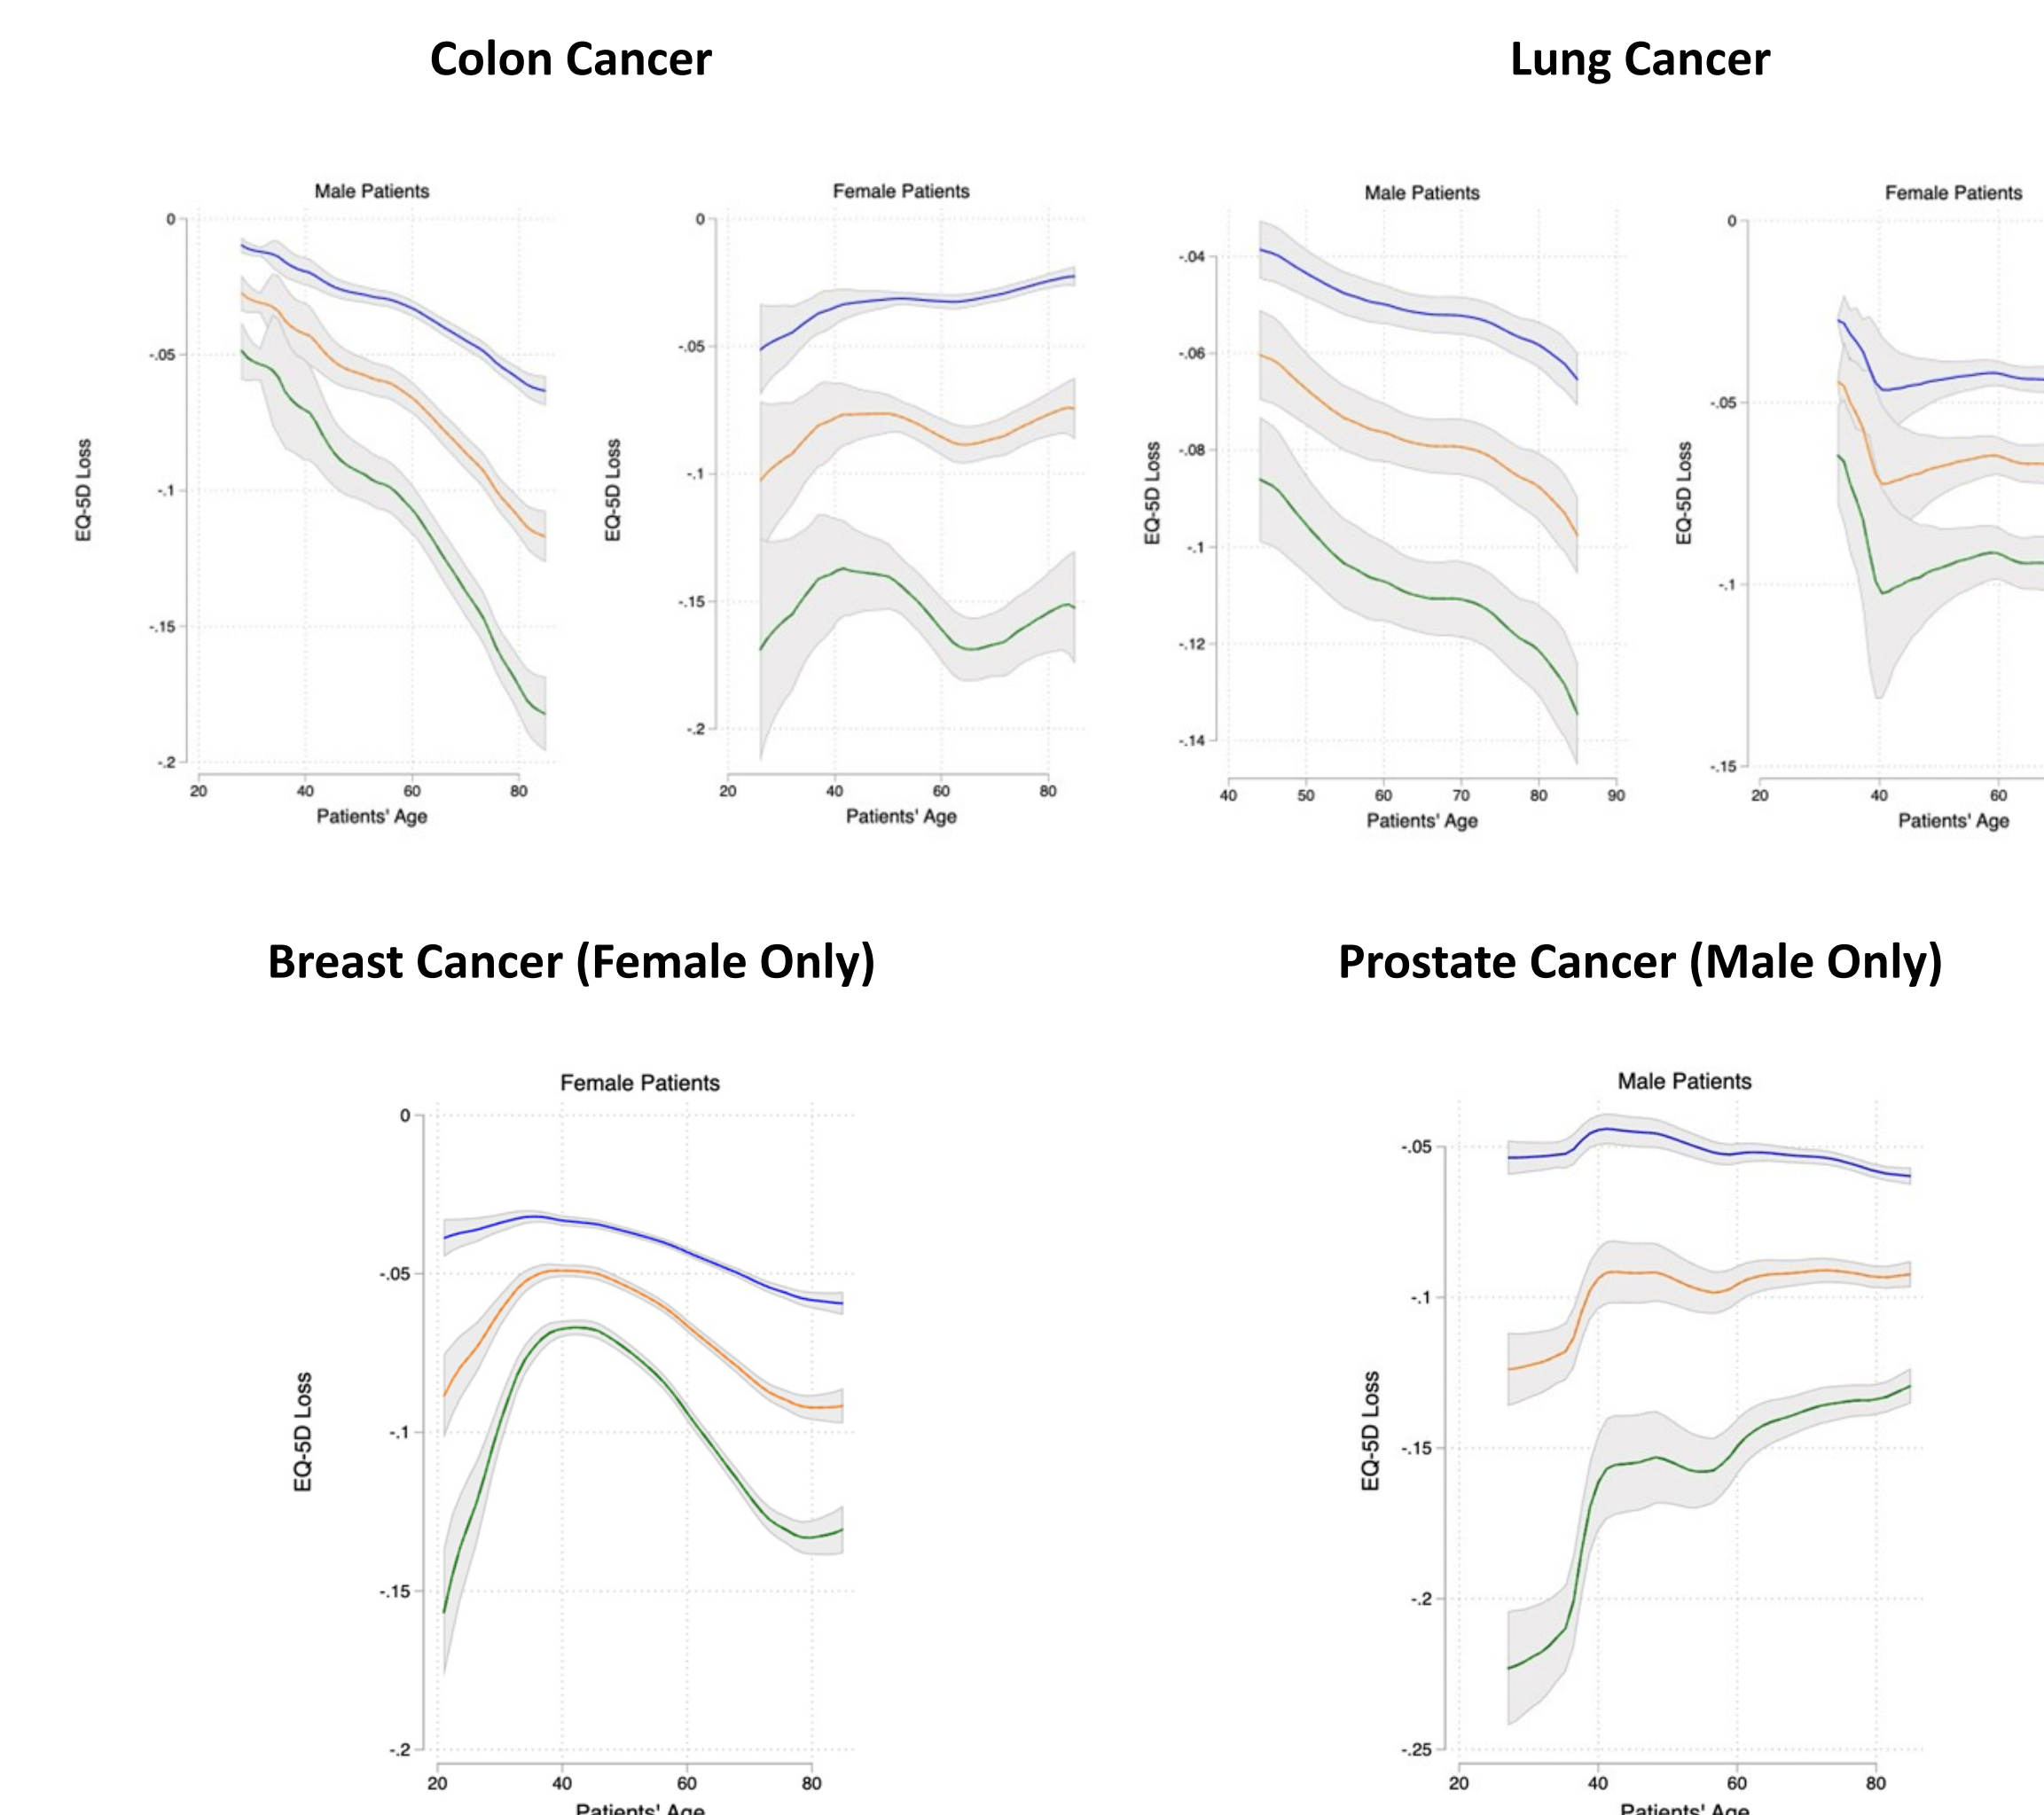 Colon Cancer
Lung Cancer
Male Patients
Female Patients
Male Patients
Female Patients
EQ-5D Loss
0
-.05
-.1
-.15
-.2
20 40 60 80
Patients' Age
EQ-5D Loss
0
-.05
-.1
-.15
-.2
20 40 60 80
Patients' Age
EQ-5D Loss
-.04
-.06
-.08
-.1
-.12
-.14
40 50 60 70 80 90
Patients' Age
EQ-5D Loss
0
-.05
-.1
-.15
20 40 60
Patients' Age
Breast Cancer (Female Only)
Prostate Cancer (Male Only)
Female Patients
EQ-5D Loss
0
-.05
-.1
-.15
-.2
20 40 60 80
Patients' Age
Male Patients
EQ-5D Loss
-.05
-.1
-.15
-.2
-.25
20 40 60 80
Patients' Age